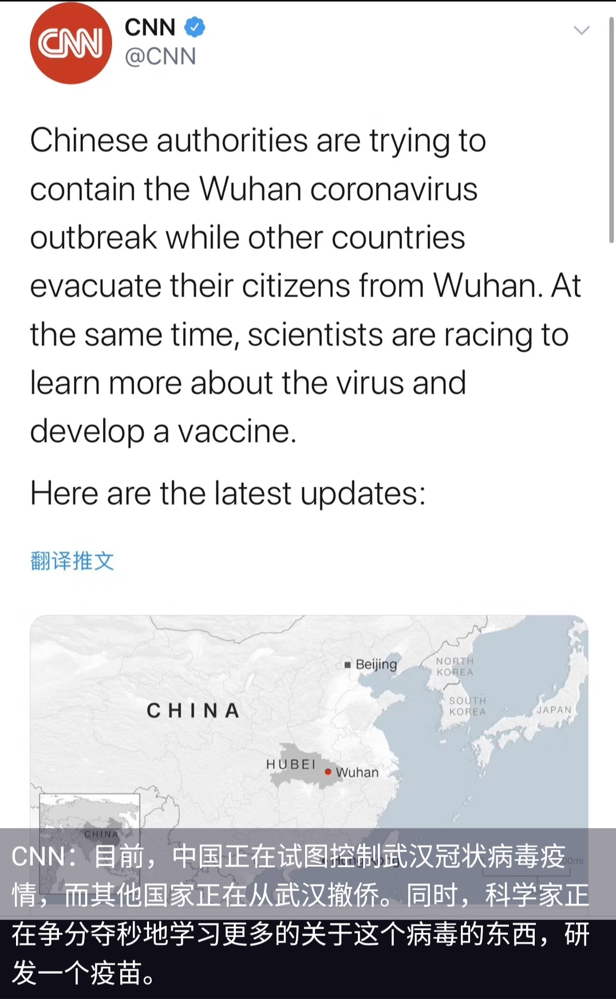 CNN
CNN
@CNN
Chinese authorities are trying to
contain the Wuhan coronavirus
outbreak while other countries
evacuate their citizens from Wuhan. At
the same time, scientists are racing to
learn more about the virus and
develop a vaccine.
Here are the latest updates:
翻译推文
Beijing
NORTH
KOREA
CHINA
SOUTH
KOREA
JAPAN
HUBEI
Wuhan
CHINA
Hong Kong
00mi
CNN：目前，中国正在试图控制武汉冠状病毒疫
情，而其他国家正在从武汉撤侨。同时，科学家正
在争分夺秒地学习更多的关于这个病毒的东西，研
发一个疫苗。